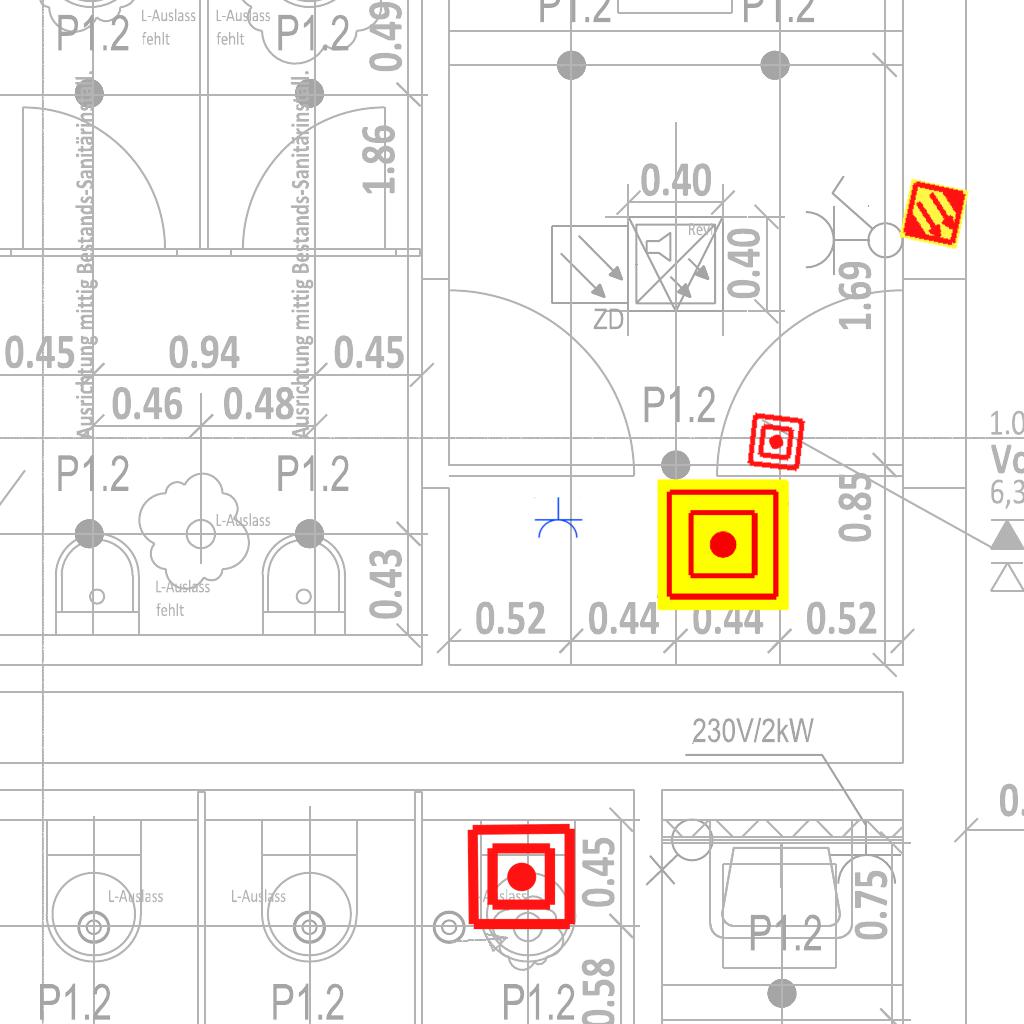 P1.2
P1.2
L-Auslass
fehlt
L-Auslass
fehlt
0.49
P1.2
P1.2
Ausrichtung mittig Bestands-Sanitärinstall.
Ausrichtung mittig Bestands-Sanitärinstall.
1.86
0.40
0.40
ZD
1.69
0.45
0.94
0.45
0.46
0.48
P1.2
P1.2
P1.2
L-Auslass
L-Auslass
fehlt
0.43
0.85
1.0
Vo
6,3
0.52
0.44
0.44
0.52
230V/2kW
0.
0.45
0.75
L-Auslass
L-Auslass
P1.2
0.58
P1.2
P1.2
P1.2